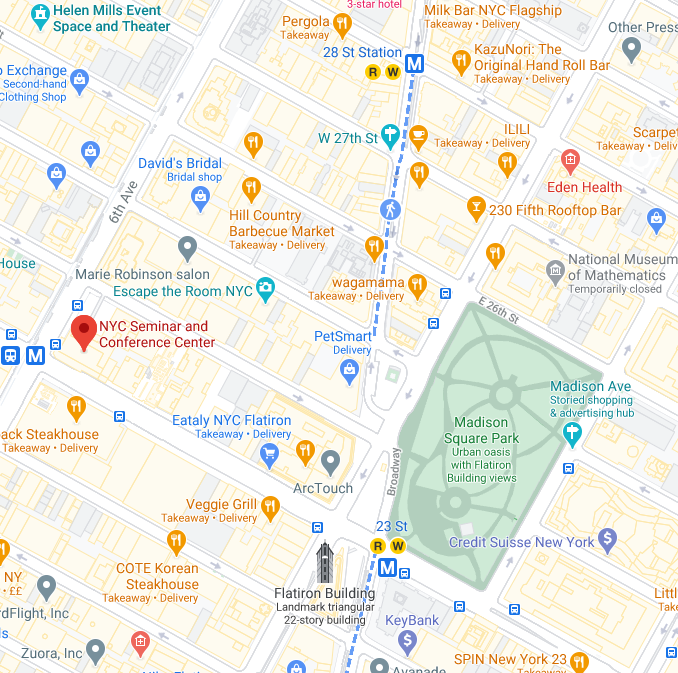 3-star hotel
Helen Mills Event
Space and Theater
Pergola
Takeaway
Milk Bar NYC Flagship
Takeaway • Delivery
Other Pres
28 St Station
M
R W
KazuNori: The
Original Hand Roll Bar
Takeaway • Delivery
Exchange
Second-hand
Clothing Shop
W 27th St
ILILI
Takeaway • Delivery
Scarpet
Takeaway
David's Bridal
Bridal shop
Eden Health
6th Ave
Hill Country
Barbecue Market
Takeaway • Delivery
230 Fifth Rooftop Bar
House
Marie Robinson salon
Escape the Room NYC
wagamama
Takeaway • Delivery
National Museum
of Mathematics
Temporarily closed
E 26th St
NYC Seminar and
Conference Center
M
PetSmart
Delivery
Madison Ave
Storied shopping
& advertising hub
ack Steakhouse
Takeaway • Delivery
Eataly NYC Flatiron
Takeaway • Delivery
Madison
Square Park
Urban oasis
with Flatiron
Building views
ArcTouch
Broadway
Veggie Grill
Takeaway • Delivery
23 St
R W
M
Credit Suisse New York
NY
• ££
COTE Korean
Steakhouse
Takeaway • Delivery
Flatiron Building
Landmark triangular
22-story building
rdFlight, Inc
KeyBank
Littl
Zuora, Inc
SPIN New York 23
Takeaway
Avanade